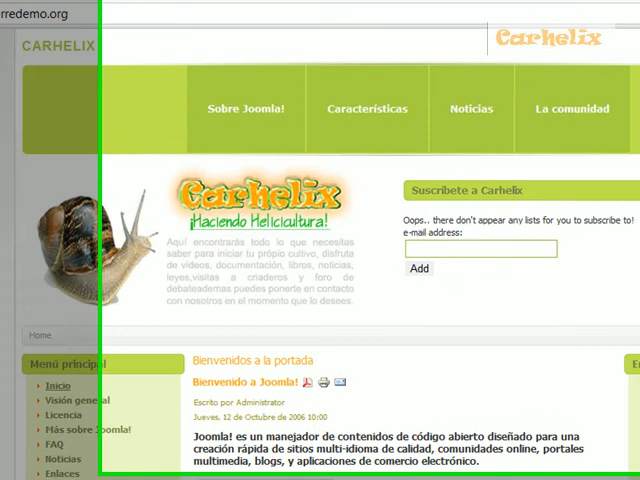 rredemo.org
CARHELIX
Carhelix
Sobre Joomla!
Características
Noticias
La comunidad
Carhelix
¡Haciendo Helicicultura!
Aquí encontrarás todo lo que necesitas
saber para iniciar tu própio cultivo, disfruta
de videos, documentación, libros, noticias,
leyes,visitas a criaderos y foro de
debateademas puedes ponerte en contacto
con nosotros en el momento que lo desees.
Suscribete a Carhelix
Oops.. there don't appear any lists for you to subscribe to!
e-mail address:
Add
Home
Menú principal
Inicio
Visión general
Licencia
Más sobre Joomla!
FAQ
Noticias
Enlaces
Bienvenidos a la portada
Bienvenido a Joomla!
Escrito por Administrator
Jueves, 12 de Octubre de 2006 10:00
Joomla! es un manejador de contenidos de código abierto diseñado para una
creación rápida de sitios multi-idioma de calidad, comunidades online, portales
multimedia, blogs, y aplicaciones de comercio electrónico.